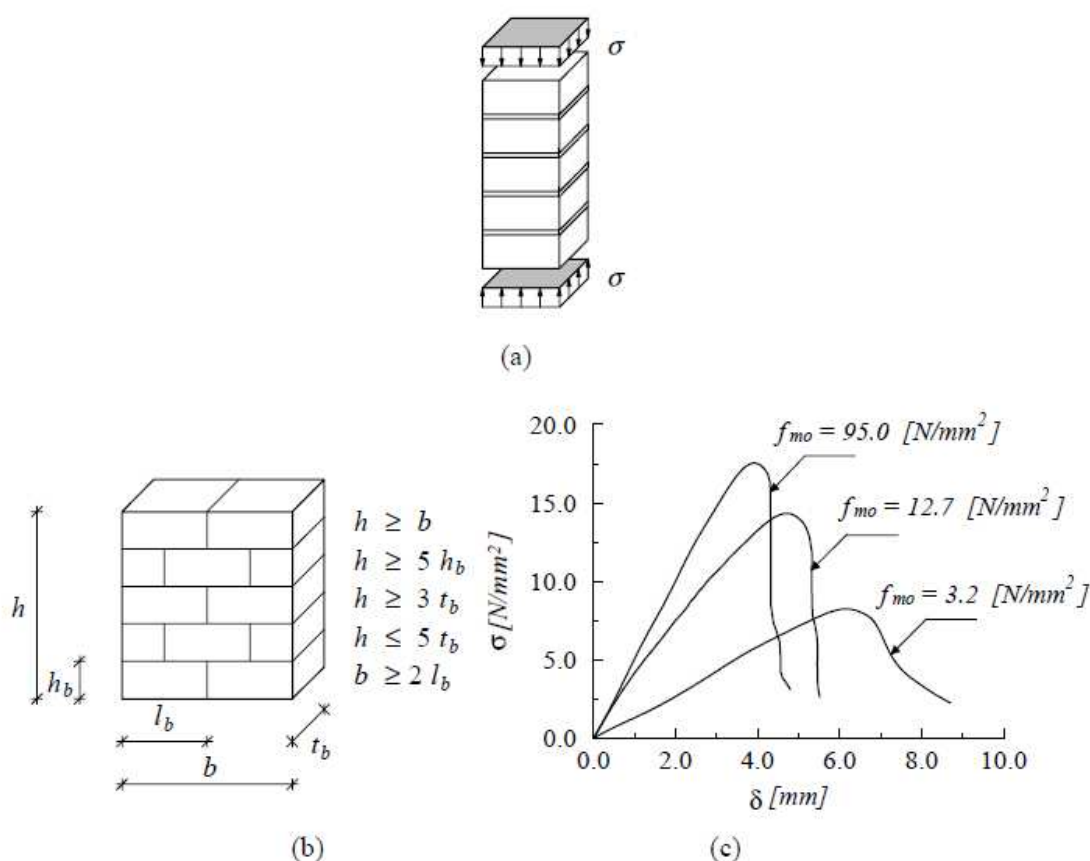 σ
σ
(a)
h ≥ b
h ≥ 5 h_b
h ≥ 3 t_b
h ≤ 5 t_b
b ≥ 2 l_b
h
h_b
l_b
t_b
b
(b)
20.0
15.0
10.0
5.0
0.0
σ [N/mm²]
f_mo = 95.0 [N/mm²]
f_mo = 12.7 [N/mm²]
f_mo = 3.2 [N/mm²]
0.0 2.0 4.0 6.0 8.0 10.0
δ [mm]
(c)